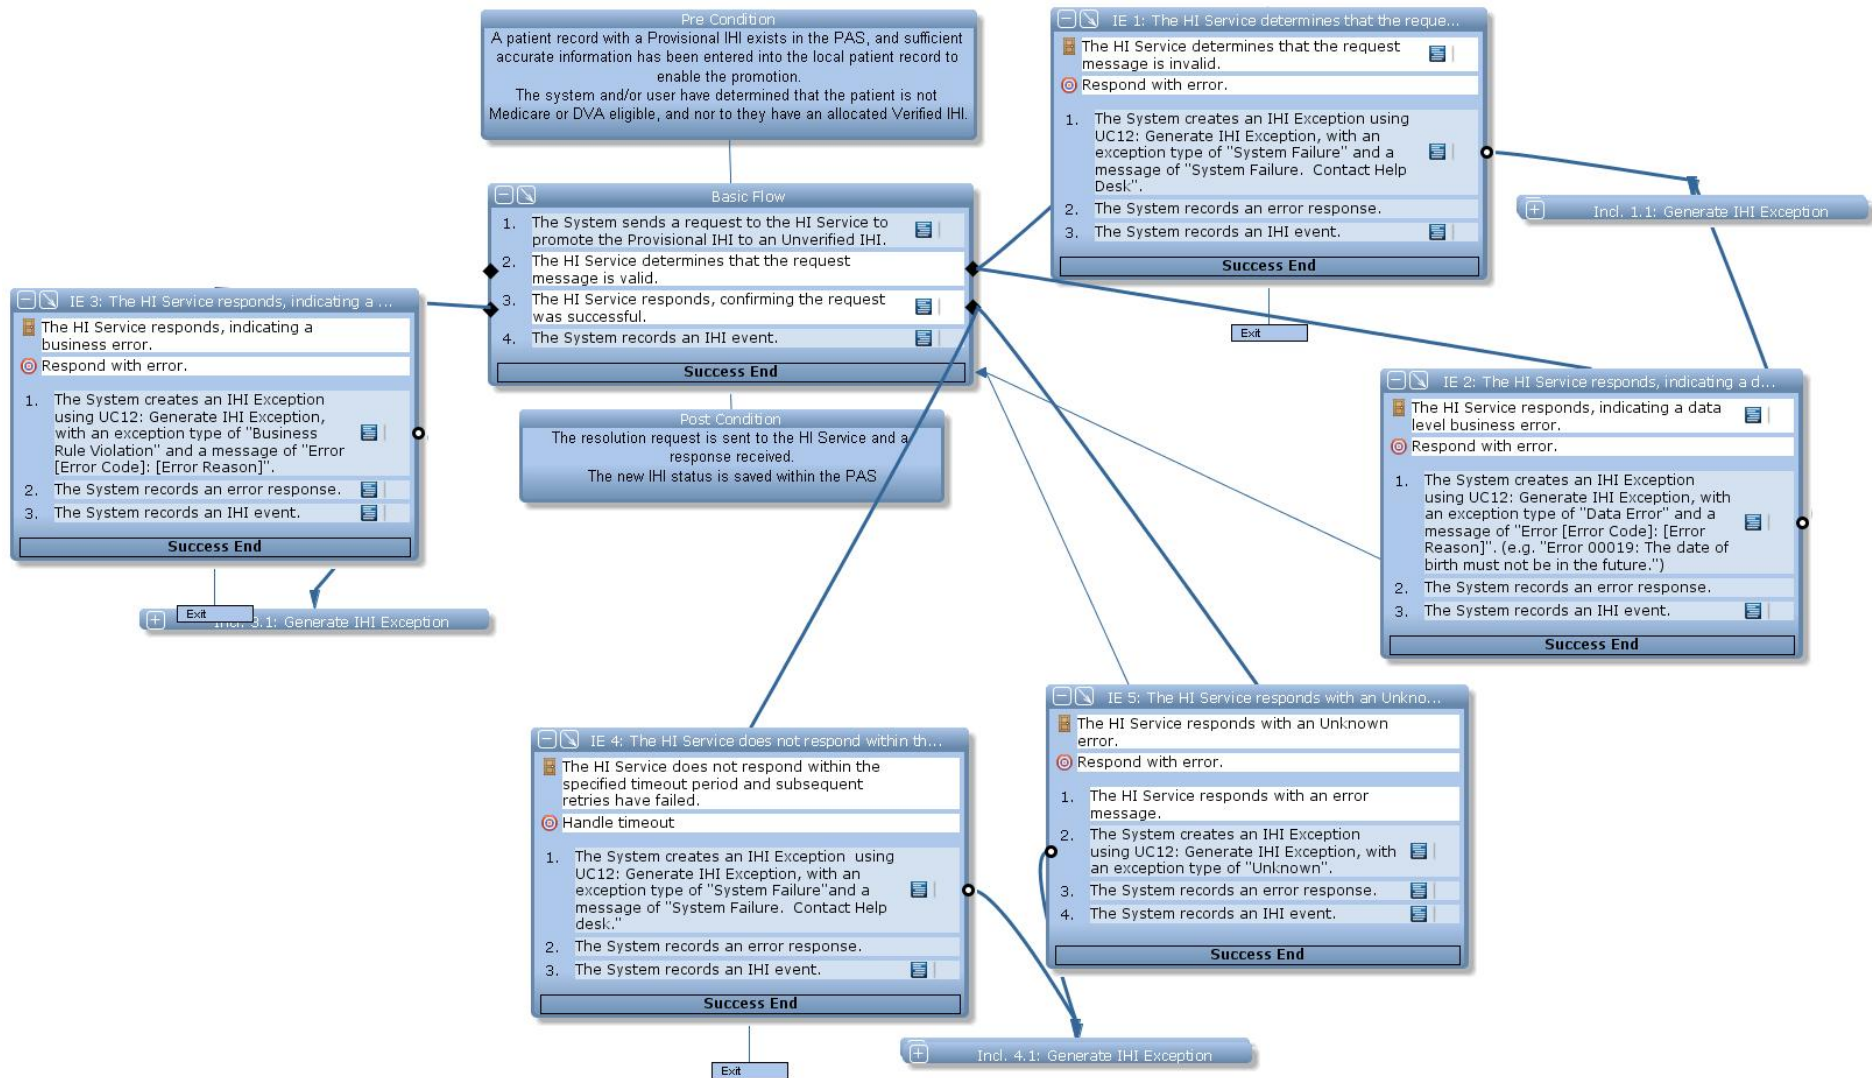 Pre Condition
A patient record with a Provisional IHI exists in the PAS, and sufficient
accurate information has been entered into the local patient record to
enable the promotion.
The system and/or user have determined that the patient is not
Medicare or DVA eligible, and nor to they have an allocated Verified IHI.
Basic Flow
1. The System sends a request to the HI Service to
promote the Provisional IHI to an Unverified IHI.
2. The HI Service determines that the request
message is valid.
3. The HI Service responds, confirming the request
was successful.
4. The System records an IHI event.
Success End
Post Condition
The resolution request is sent to the HI Service and a
response received.
The new IHI status is saved within the PAS
IE 1: The HI Service determines that the reque...
The HI Service determines that the request
message is invalid.
Respond with error.
1. The System creates an IHI Exception using
UC12: Generate IHI Exception, with an
exception type of "System Failure" and a
message of "System Failure. Contact Help
Desk".
2. The System records an error response.
3. The System records an IHI event.
Success End
Exit
Incl. 1.1: Generate IHI Exception
IE 2: The HI Service responds, indicating a d...
The HI Service responds, indicating a data
level business error.
Respond with error.
1. The System creates an IHI Exception
using UC12: Generate IHI Exception, with
an exception type of "Data Error" and a
message of "Error [Error Code]: [Error
Reason]". (e.g. "Error 00019: The date of
birth must not be in the future.")
2. The System records an error response.
3. The System records an IHI event.
Success End
IE 3: The HI Service responds, indicating a ...
The HI Service responds, indicating a
business error.
Respond with error.
1. The System creates an IHI Exception
using UC12: Generate IHI Exception,
with an exception type of "Business
Rule Violation" and a message of "Error
[Error Code]: [Error Reason]".
2. The System records an error response.
3. The System records an IHI event.
Success End
Exit
Incl. 3.1: Generate IHI Exception
IE 4: The HI Service does not respond within th...
The HI Service does not respond within the
specified timeout period and subsequent
retries have failed.
Handle timeout
1. The System creates an IHI Exception using
UC12: Generate IHI Exception, with an
exception type of "System Failure"and a
message of "System Failure. Contact Help
desk."
2. The System records an error response.
3. The System records an IHI event.
Success End
Exit
IE 5: The HI Service responds with an Unkno...
The HI Service responds with an Unknown
error.
Respond with error.
1. The HI Service responds with an error
message.
2. The System creates an IHI Exception
using UC12: Generate IHI Exception, with
an exception type of "Unknown".
3. The System records an error response.
4. The System records an IHI event.
Success End
Incl. 4.1: Generate IHI Exception